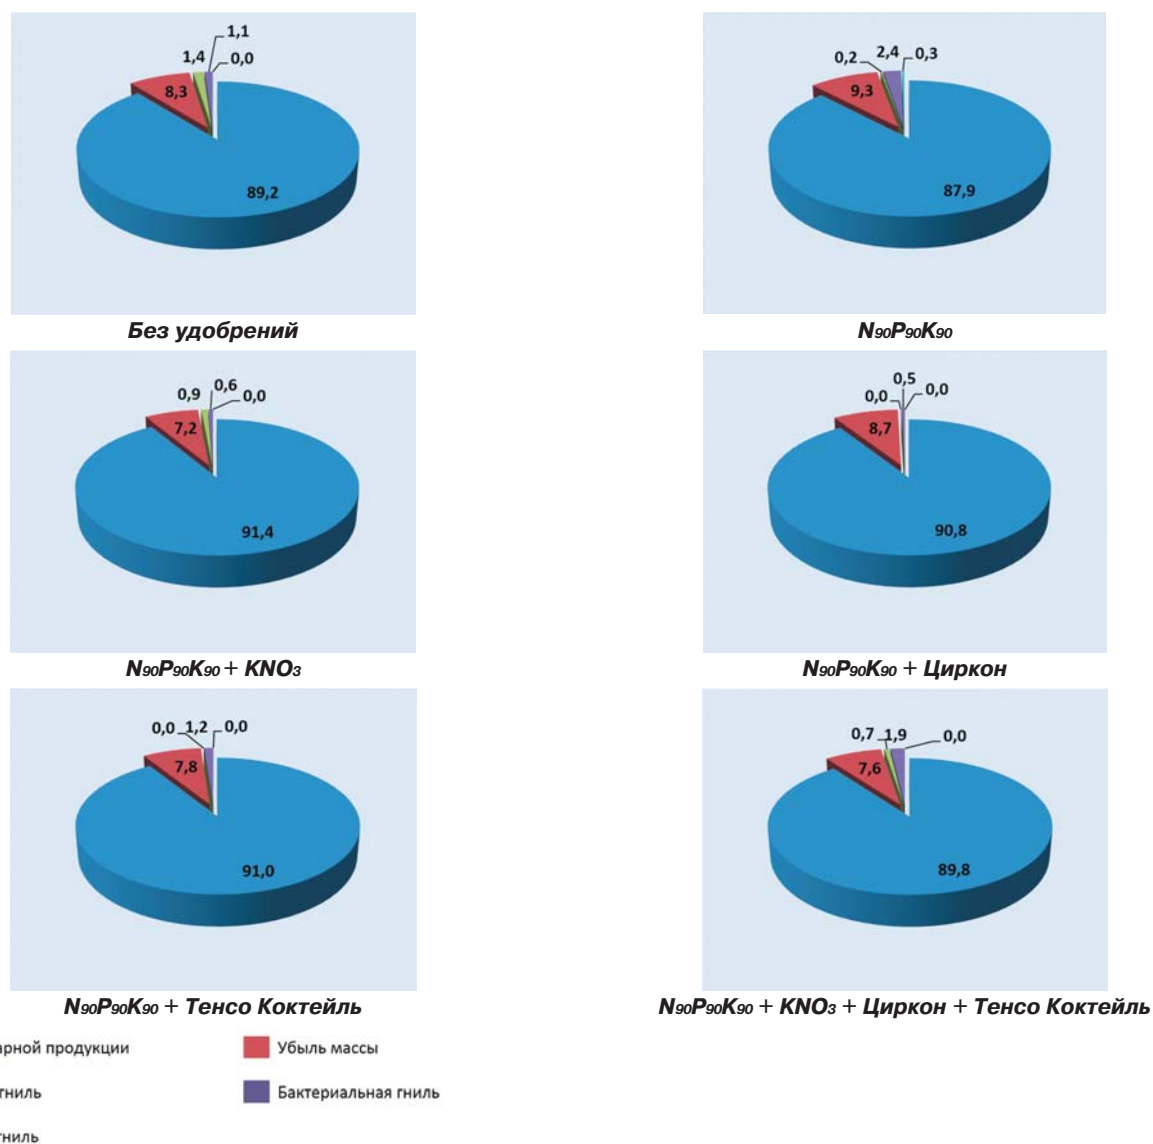 1,1
1,4
0,0
8,3
89,2
Без удобрений
0,2 2,4 0,3
9,3
87,9
N90P90K90
0,9 0,6 0,0
7,2
91,4
N90P90K90 + KNO3
0,5
0,0 0,0
8,7
90,8
N90P90K90 + Циркон
0,0 1,2 0,0
7,8
91,0
N90P90K90 + Тенсо Коктейль
0,7 1,9 0,0
7,6
89,8
N90P90K90 + KNO3 + Циркон + Тенсо Коктейль
арной продукции
Убыль массы
гниль
Бактериальная гниль
гниль